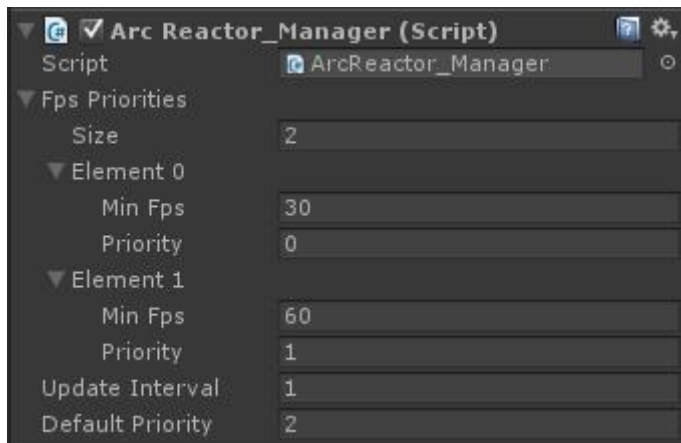 Arc Reactor_Manager (Script)
Script ArcReactor_Manager
Fps Priorities
Size 2
Element 0
Min Fps 30
Priority 0
Element 1
Min Fps 60
Priority 1
Update Interval 1
Default Priority 2